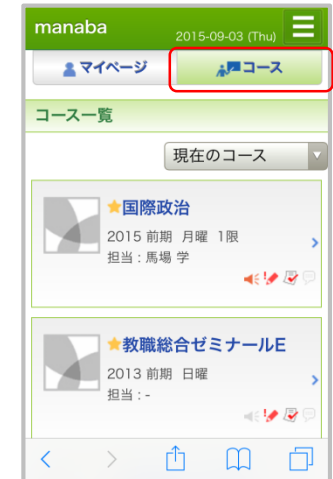 manaba
2015-09-03 (Thu)
マイページ
コース
コース一覧
現在のコース
国際政治
2015 前期 月曜 1限
担当 : 馬場 学
教職総合ゼミナールE
2013 前期 日曜
担当 : -